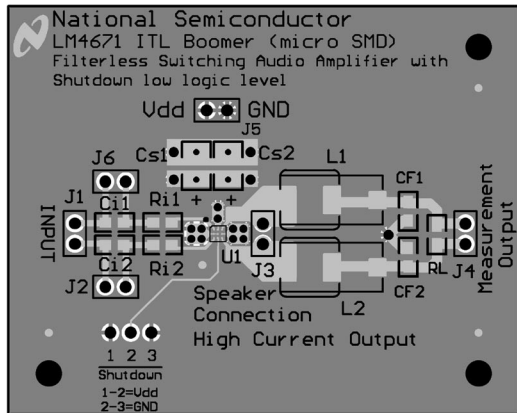 National Semiconductor
LM4671 ITL Boomer (micro SMD)
Filterless Switching Audio Amplifier with
Shutdown low logic level
Vdd GND
J5
Cs1 Cs2
J6
L1
J1
Ci1 Ri1 + +
CF1
INPUT
Measurement
Output
Ci2 Ri2
U1
J3
RL
J4
J2
CF2
Speaker
Connection
L2
High Current Output
1 2 3
Shutdown
1-2=Vdd
2-3=GND